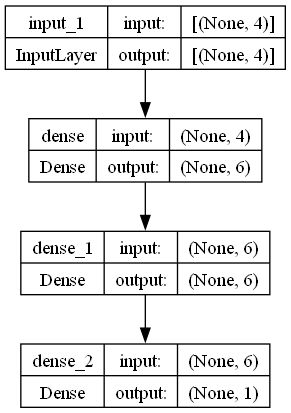 input_1 input: [(None, 4)]
InputLayer output: [(None, 4)]
dense input: (None, 4)
Dense output: (None, 6)
dense_1 input: (None, 6)
Dense output: (None, 6)
dense_2 input: (None, 6)
Dense output: (None, 1)